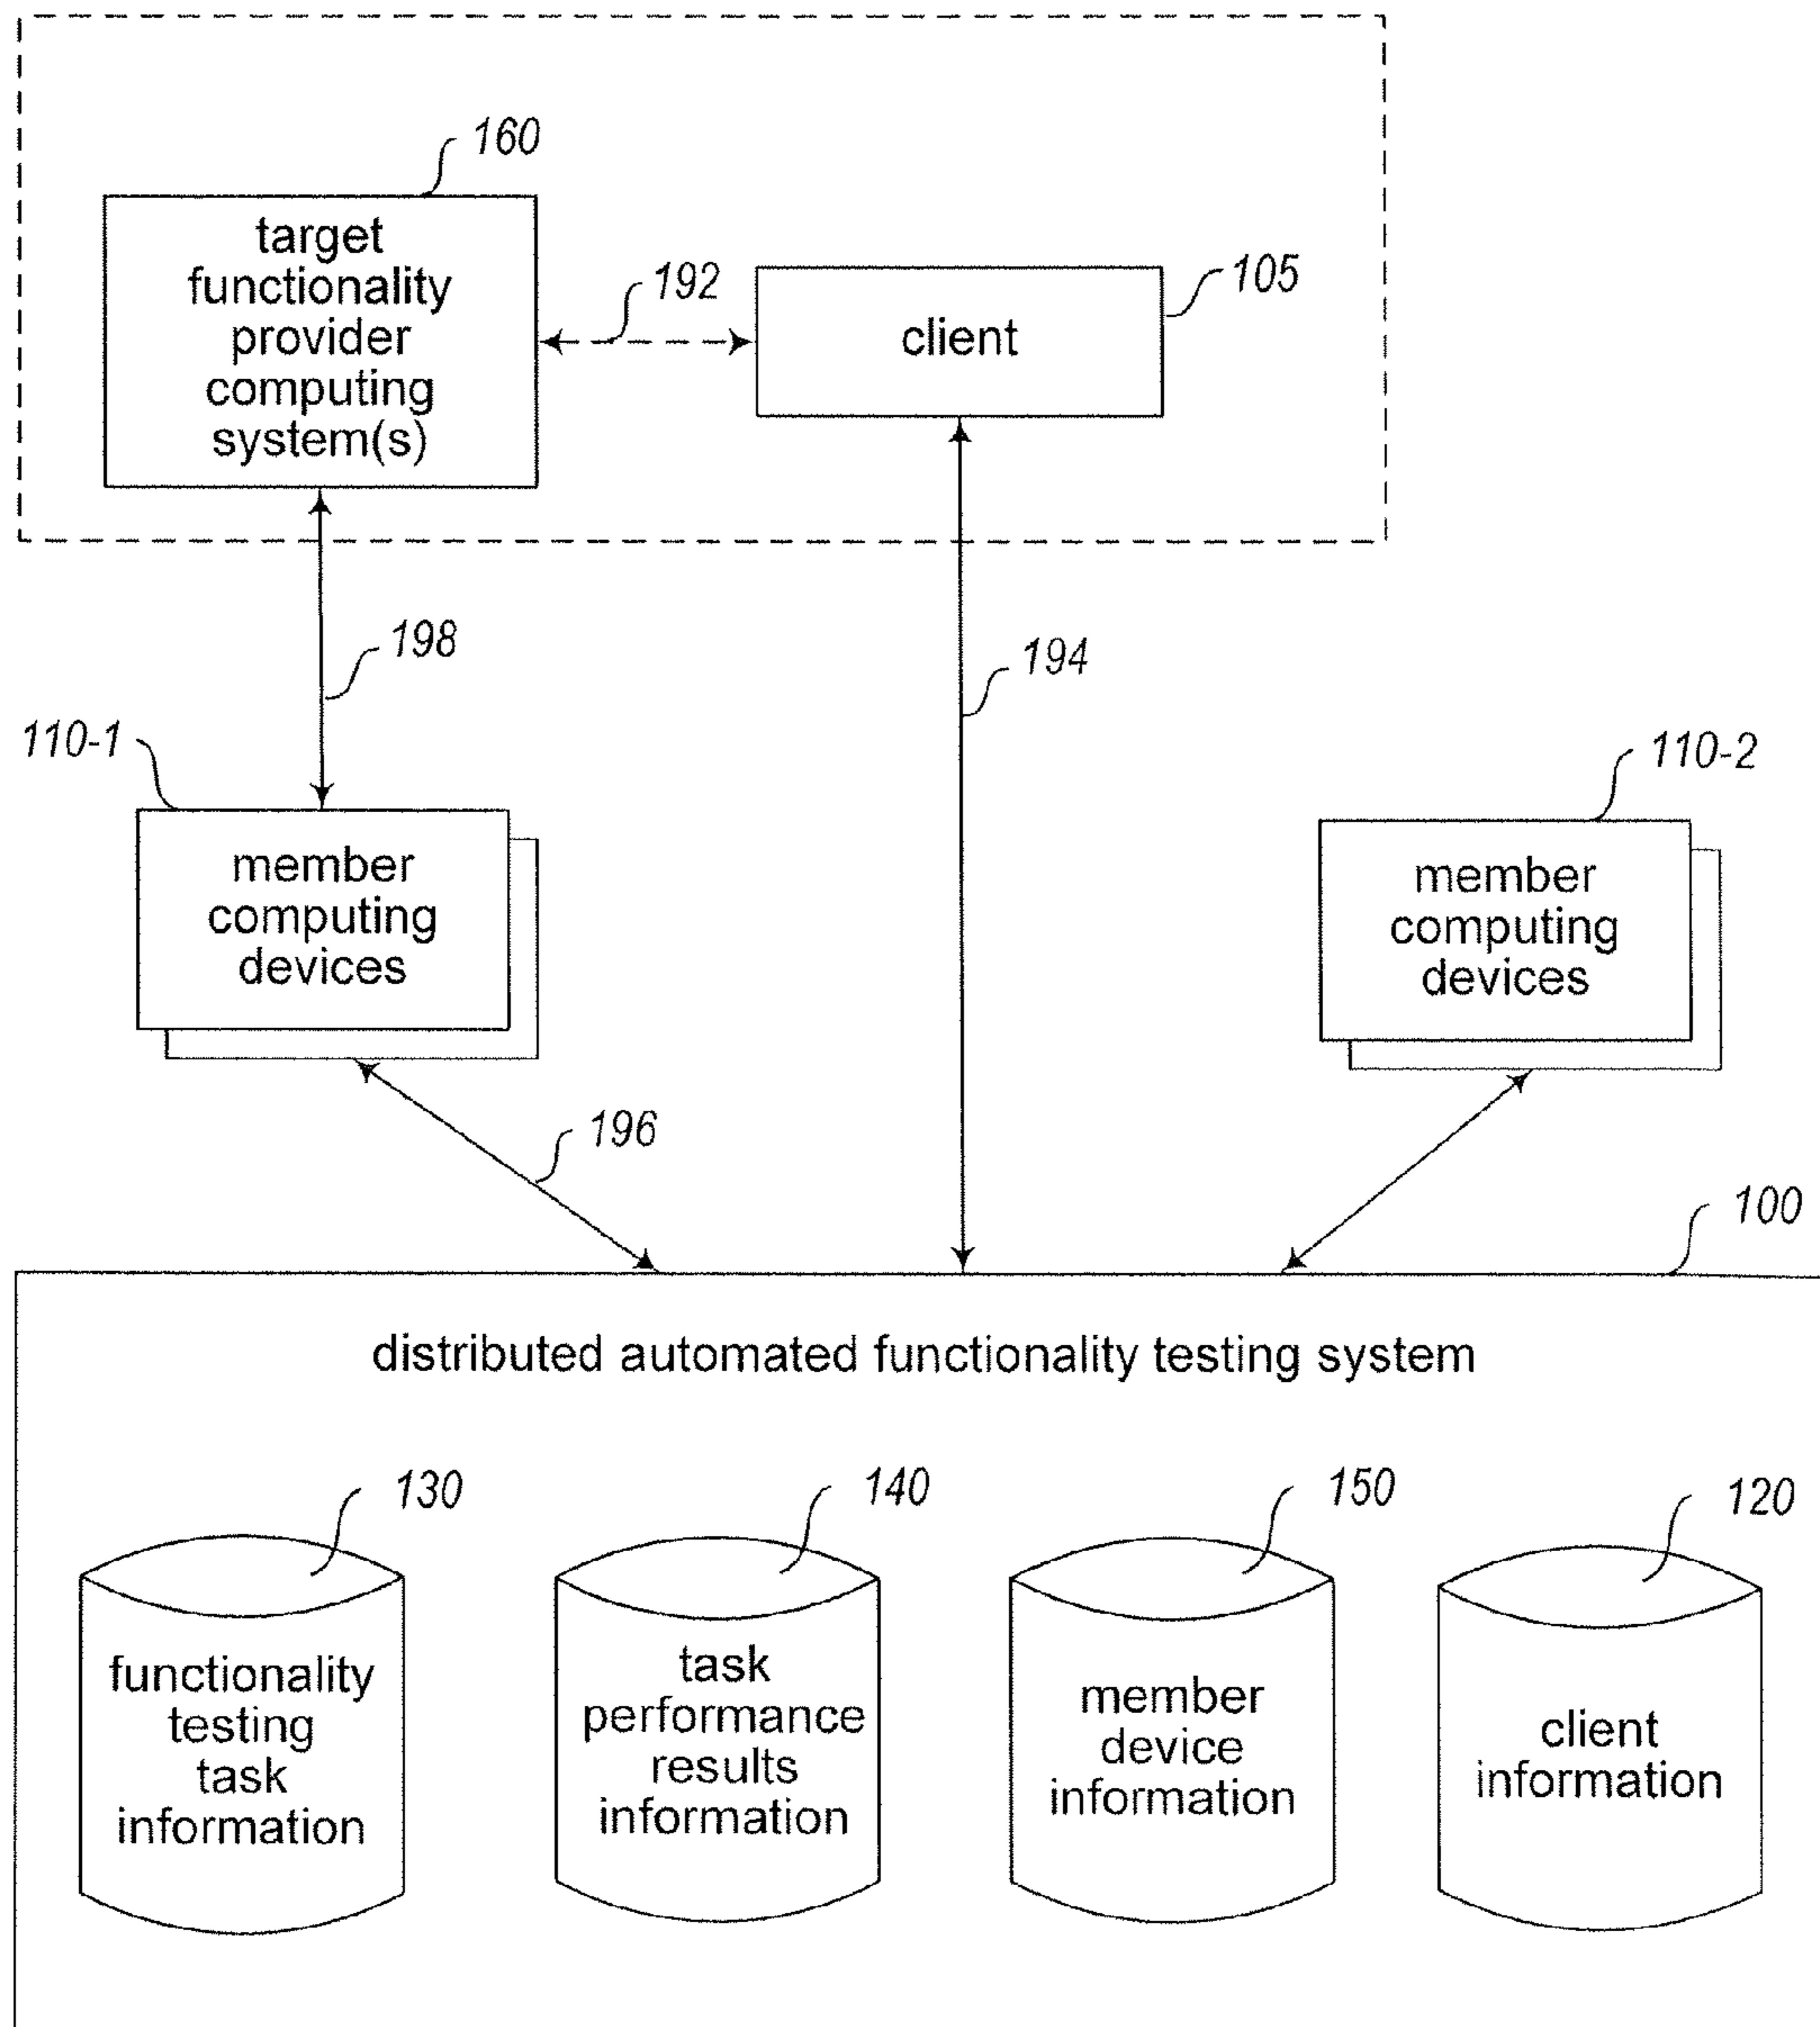 160
target
functionality
provider
computing
system(s)
192
client
105
198
194
110-1
member
computing
devices
110-2
member
computing
devices
196
100
distributed automated functionality testing system
130
functionality
testing
task
information
140
task
performance
results
information
150
member
device
information
120
client
information